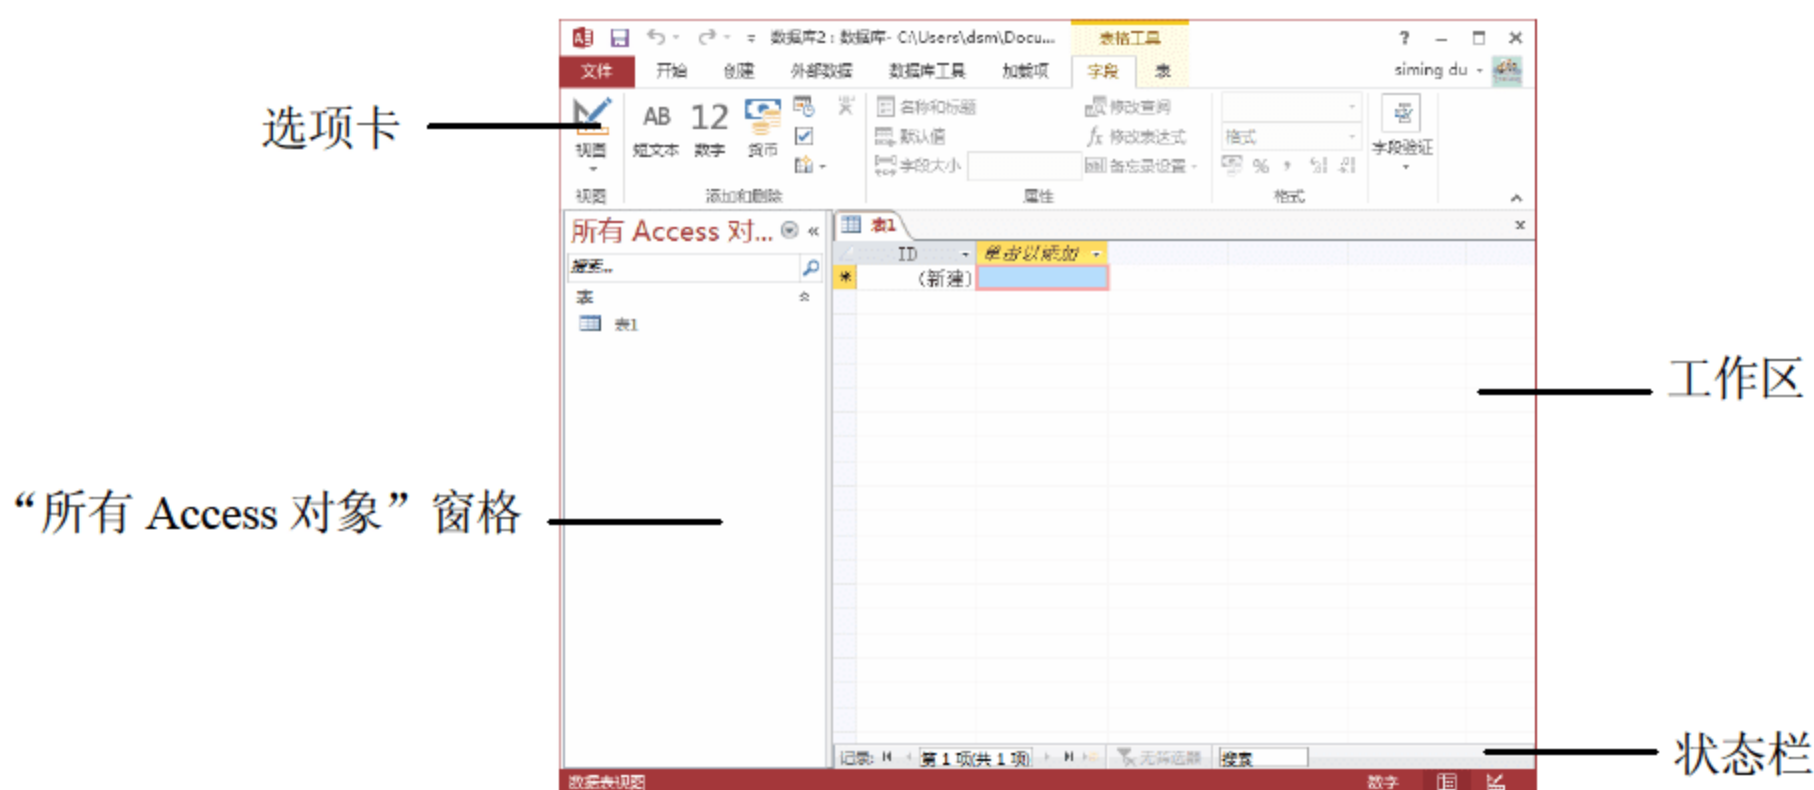 数据库2 : 数据库- C:\Users\dsm\Docu...
表格工具
?
文件 开始 创建 外部数据 数据库工具 加载项 字段 表
siming du
选项卡
AB 12
视图 短文本 数字 货币
名称和标题
默认值
字段大小
修改查阅
fx 修改表达式
ab| 备忘录设置
格式
%
字段验证
视图 添加和删除 属性 格式
所有 Access 对... «
搜索...
表
表1
表1
ID 单击以添加
(新建)
工作区
“所有 Access 对象”窗格
记录: 第 1 项(共 1 项) 无筛选器 搜索
状态栏
数据表视图 数字